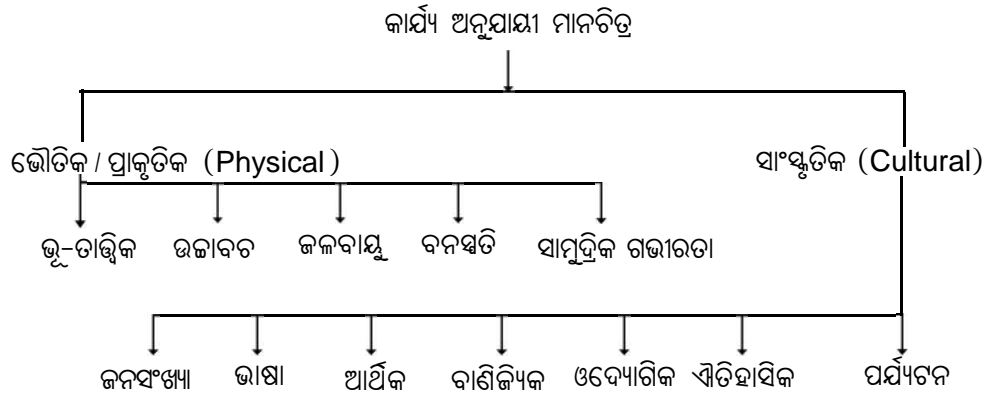 କାର୍ଯ୍ୟ ଅନୁଯାୟୀ ମାନଚିତ୍ର
ଭୌତିକ / ପ୍ରାକୃତିକ (Physical) ସାଂସ୍କୃତିକ (Cultural)
ଭୂ-ତାତ୍ତ୍ୱିକ ଉଚ୍ଚାବଚ ଜଳବାୟୁ ବନସ୍ପତି ସାମୁଦ୍ରିକ ଗଭୀରତା
ଜନସଂଖ୍ୟା ଭାଷା ଆର୍ଥିକ ବାଣିଜ୍ୟିକ ଓଦ୍ୟୋଗିକ ଐତିହାସିକ ପର୍ଯ୍ୟଟନ